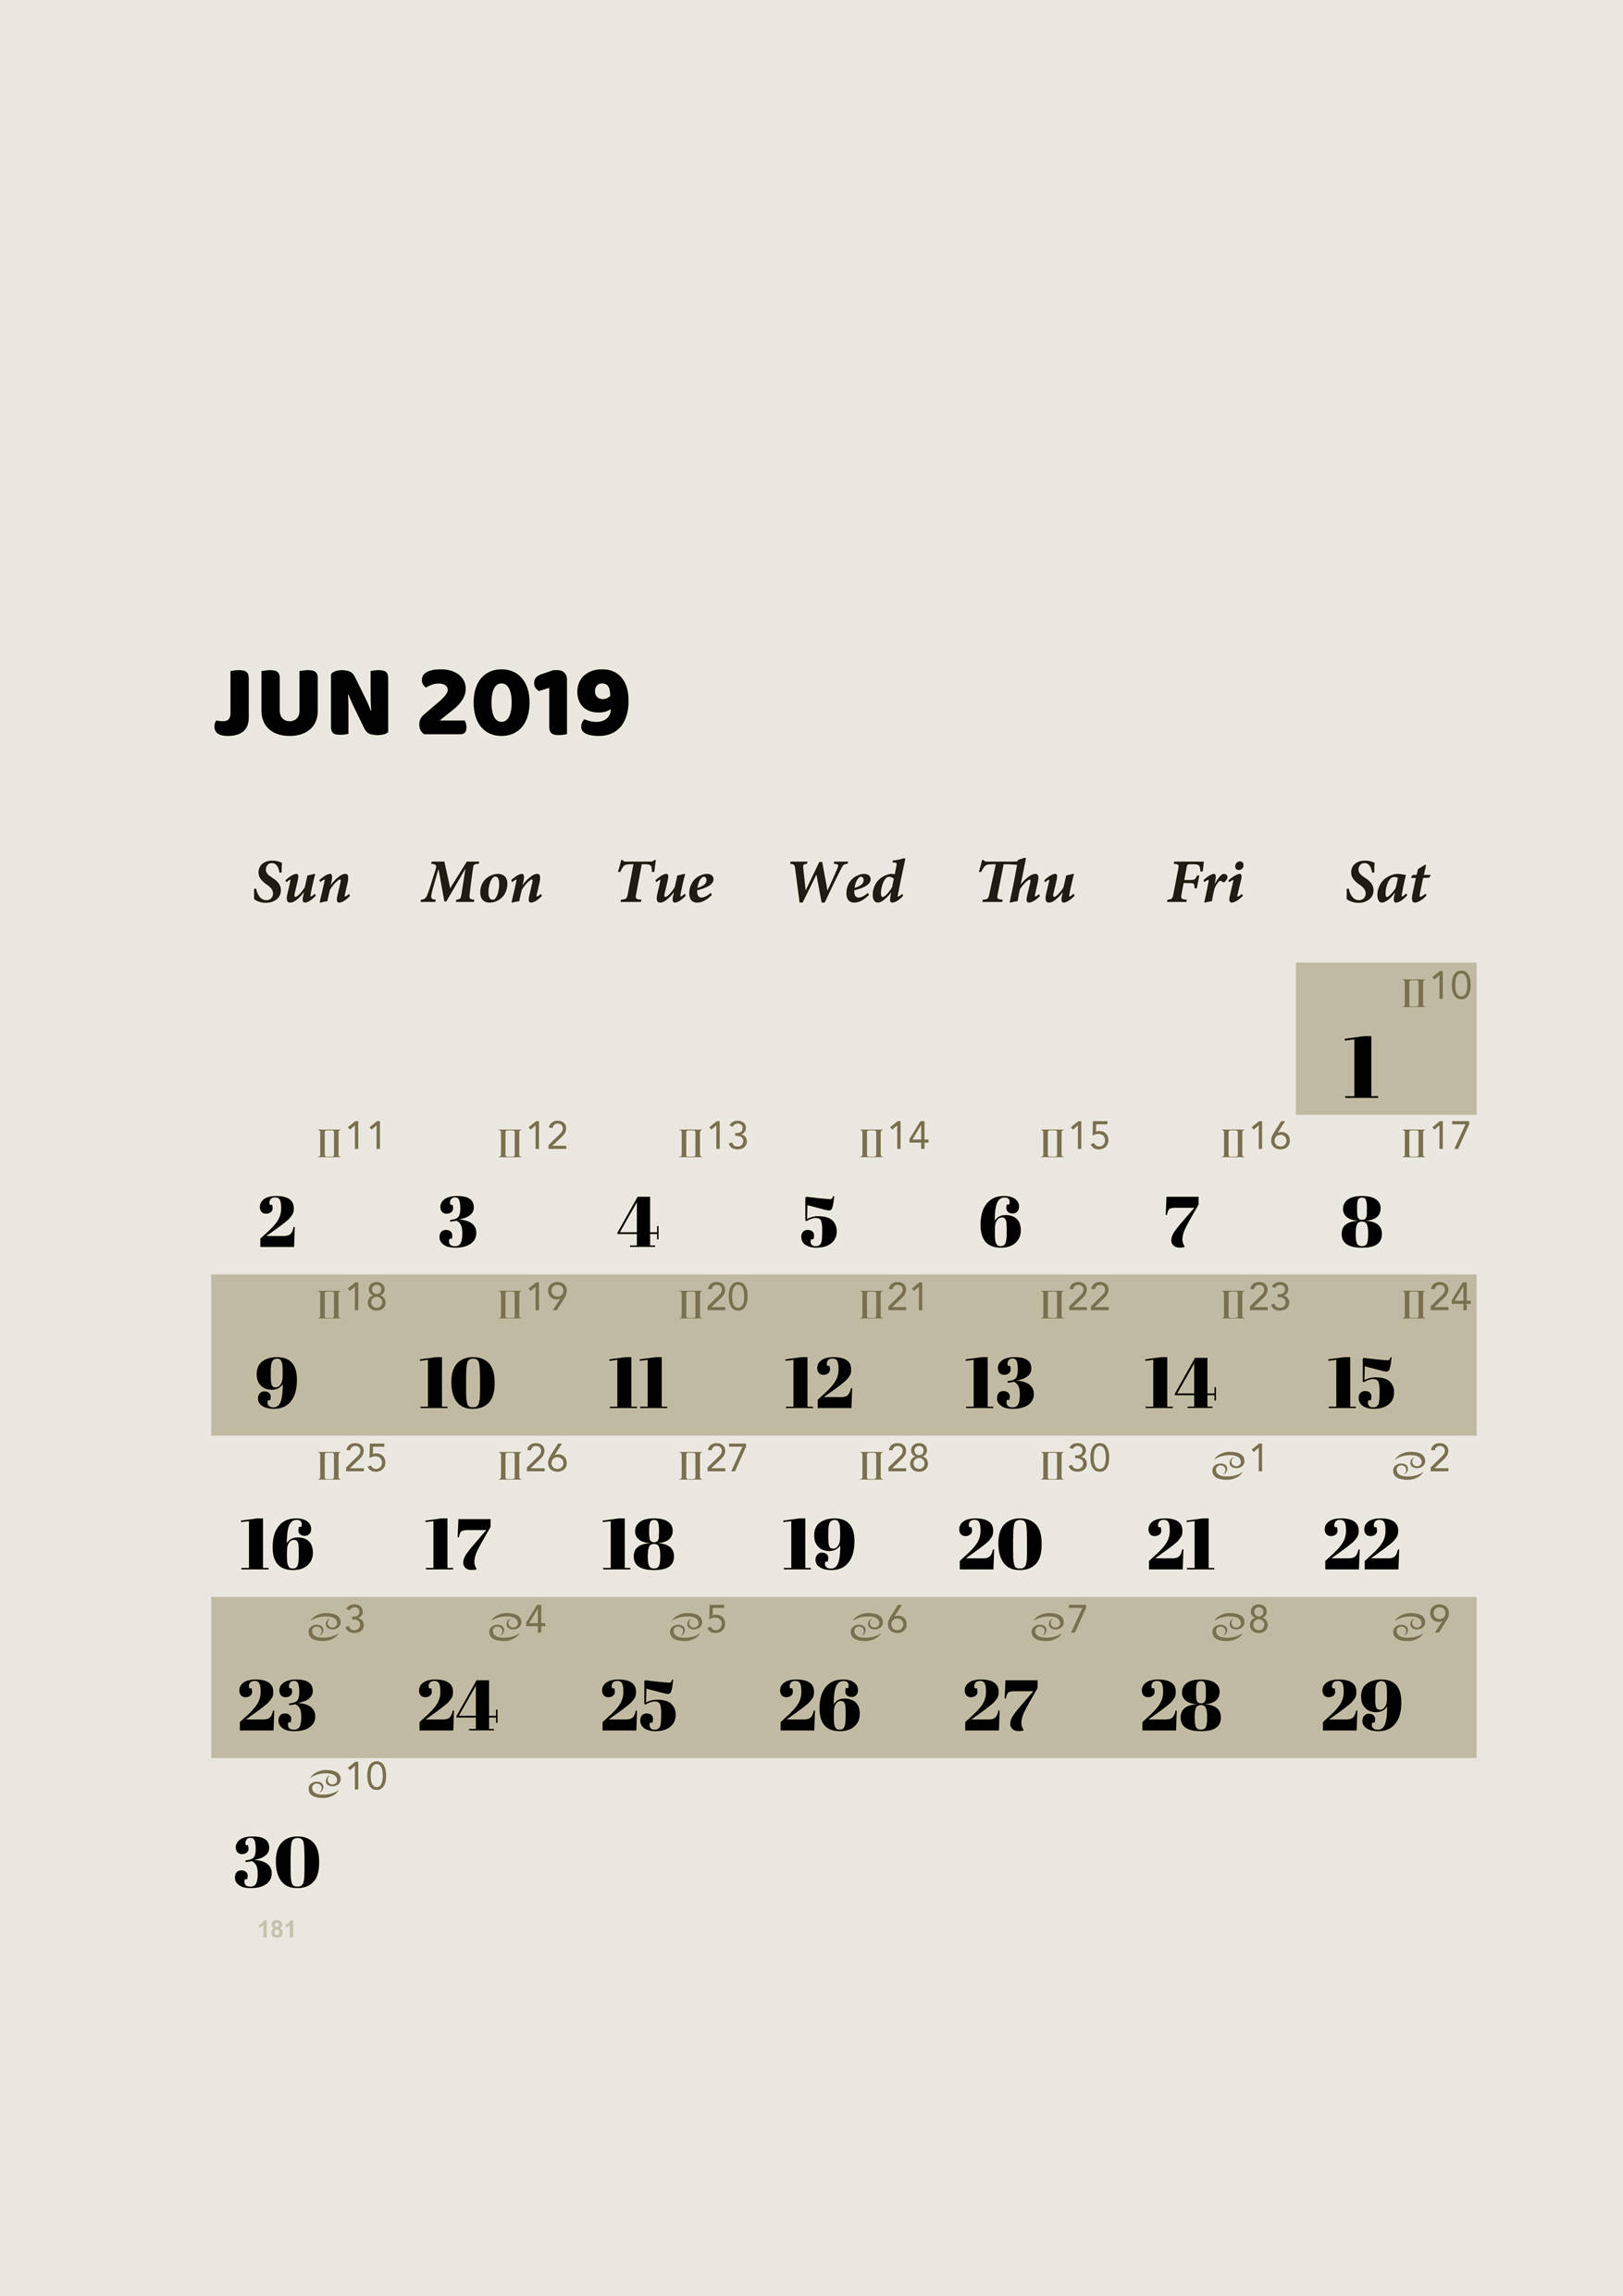 JUN 2019
Sun Mon Tue Wed Thu Fri Sat
♊10
1
♊11 ♊12 ♊13 ♊14 ♊15 ♊16 ♊17
2 3 4 5 6 7 8
♊18 ♊19 ♊20 ♊21 ♊22 ♊23 ♊24
9 10 11 12 13 14 15
♊25 ♊26 ♊27 ♊28 ♊30 ♋1 ♋2
16 17 18 19 20 21 22
♋3 ♋4 ♋5 ♋6 ♋7 ♋8 ♋9
23 24 25 26 27 28 29
♋10
30
181